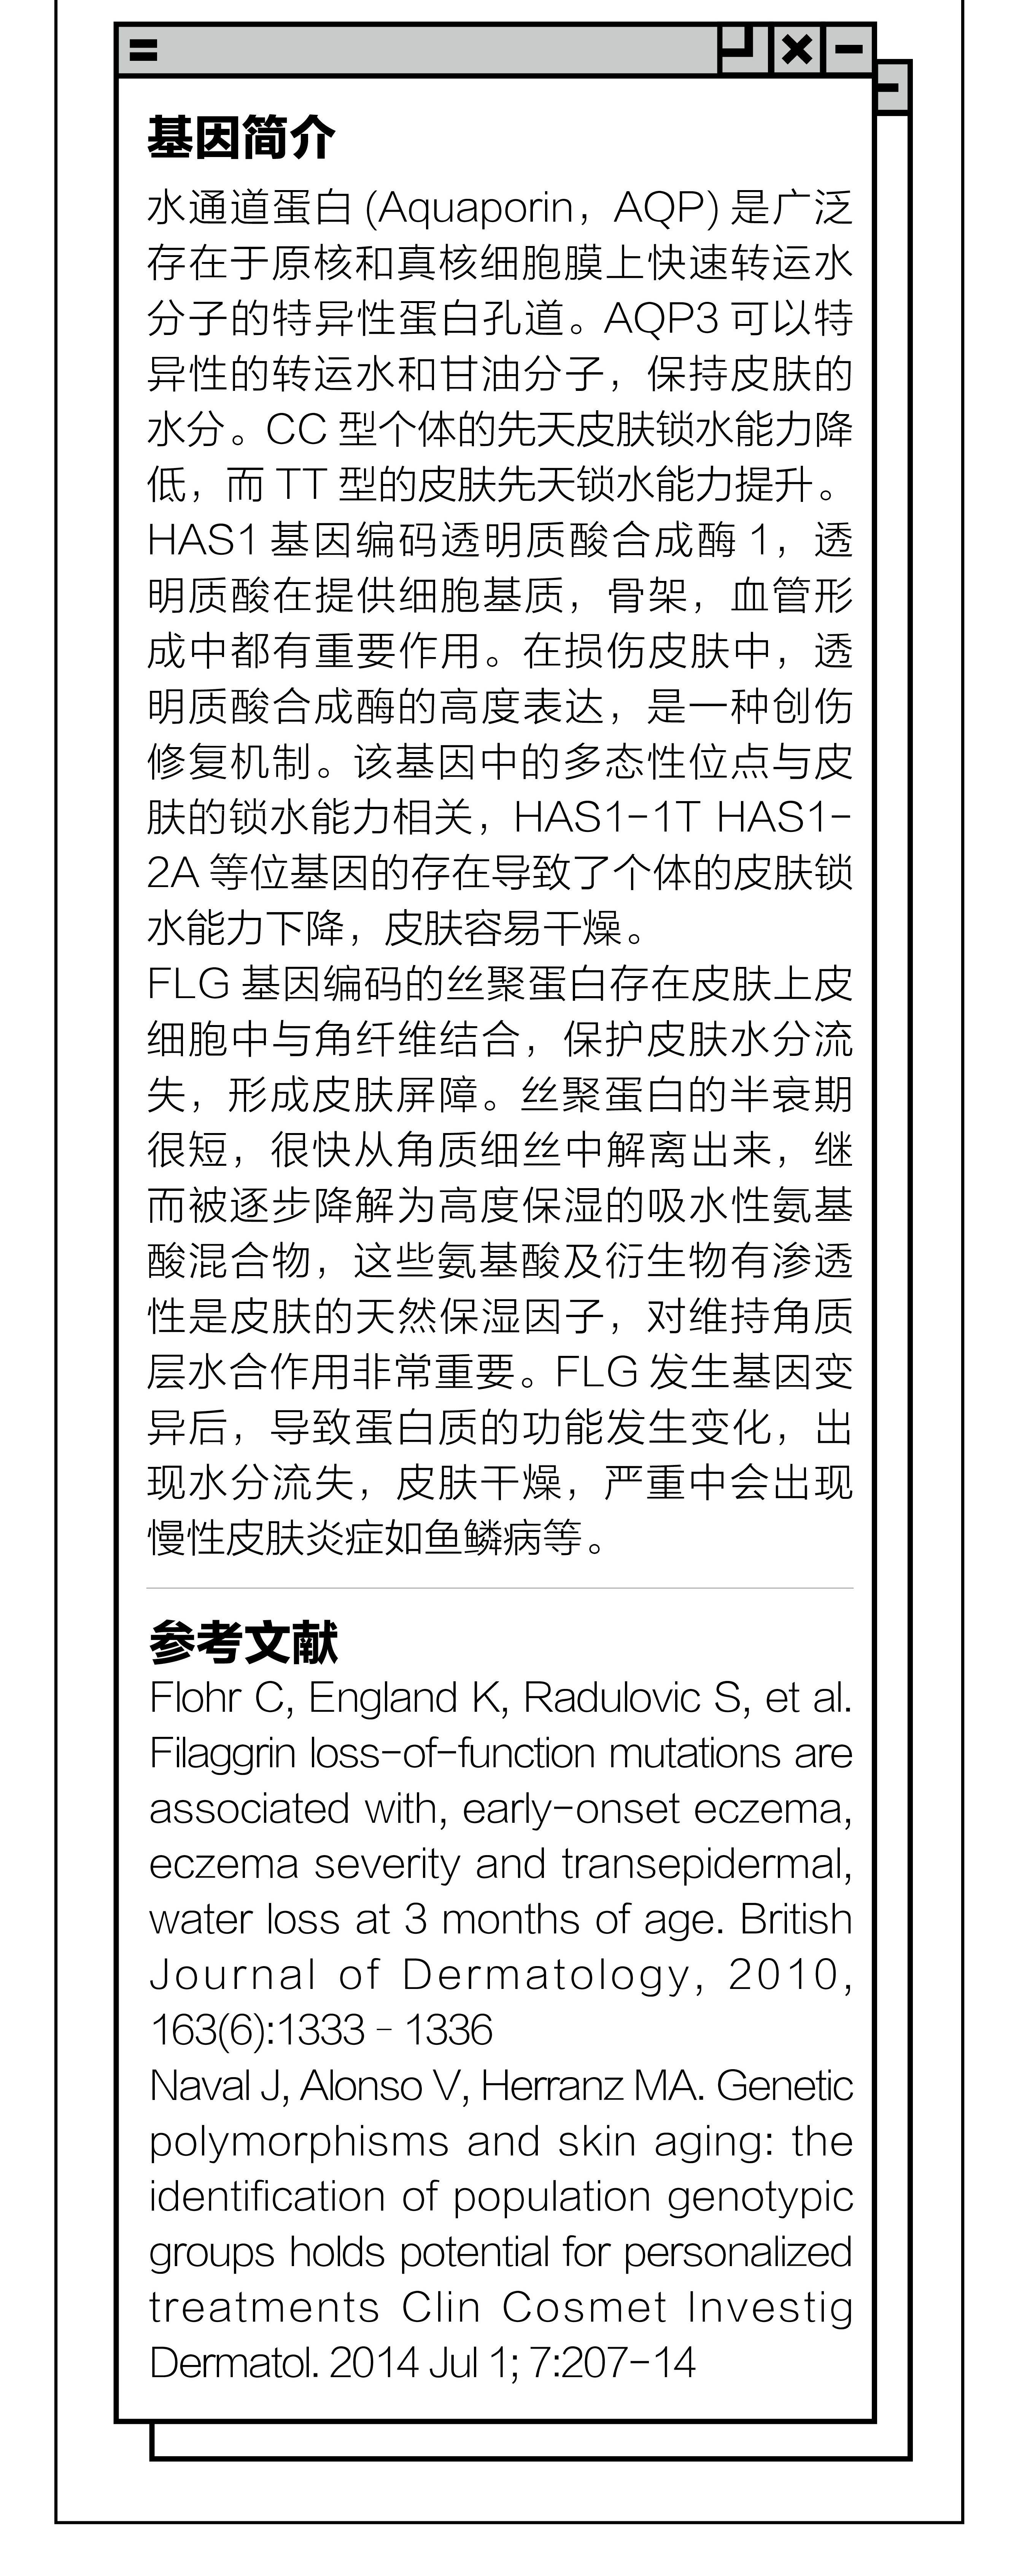 基因简介
水通道蛋白 (Aquaporin，AQP) 是广泛
存在于原核和真核细胞膜上快速转运水
分子的特异性蛋白孔道。AQP3 可以特
异性的转运水和甘油分子，保持皮肤的
水分。CC 型个体的先天皮肤锁水能力降
低，而 TT 型的皮肤先天锁水能力提升。
HAS1 基因编码透明质酸合成酶 1，透
明质酸在提供细胞基质，骨架，血管形
成中都有重要作用。在损伤皮肤中，透
明质酸合成酶的高度表达，是一种创伤
修复机制。该基因中的多态性位点与皮
肤的锁水能力相关，HAS1-1T HAS1-
2A 等位基因的存在导致了个体的皮肤锁
水能力下降，皮肤容易干燥。
FLG 基因编码的丝聚蛋白存在皮肤上皮
细胞中与角纤维结合，保护皮肤水分流
失，形成皮肤屏障。丝聚蛋白的半衰期
很短，很快从角质细丝中解离出来，继
而被逐步降解为高度保湿的吸水性氨基
酸混合物，这些氨基酸及衍生物有渗透
性是皮肤的天然保湿因子，对维持角质
层水合作用非常重要。FLG 发生基因变
异后，导致蛋白质的功能发生变化，出
现水分流失，皮肤干燥，严重中会出现
慢性皮肤炎症如鱼鳞病等。
参考文献
Flohr C, England K, Radulovic S, et al.
Filaggrin loss-of-function mutations are
associated with, early-onset eczema,
eczema severity and transepidermal,
water loss at 3 months of age. British
Journal of Dermatology, 2010,
163(6):1333 – 1336
Naval J, Alonso V, Herranz MA. Genetic
polymorphisms and skin aging: the
identification of population genotypic
groups holds potential for personalized
treatments Clin Cosmet Investig
Dermatol. 2014 Jul 1; 7:207-14